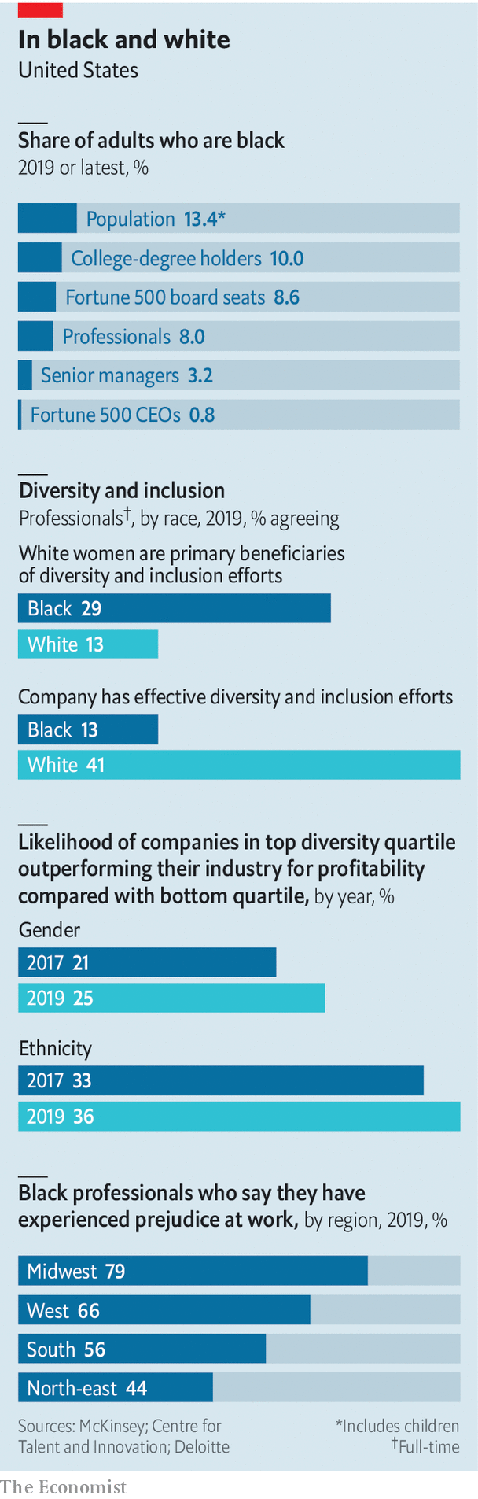 In black and white
United States
Share of adults who are black
2019 or latest, %
Population 13.4*
College-degree holders 10.0
Fortune 500 board seats 8.6
Professionals 8.0
Senior managers 3.2
Fortune 500 CEOs 0.8
Diversity and inclusion
Professionals†, by race, 2019, % agreeing
White women are primary beneficiaries
of diversity and inclusion efforts
Black 29
White 13
Company has effective diversity and inclusion efforts
Black 13
White 41
Likelihood of companies in top diversity quartile
outperforming their industry for profitability
compared with bottom quartile, by year, %
Gender
2017 21
2019 25
Ethnicity
2017 33
2019 36
Black professionals who say they have
experienced prejudice at work, by region, 2019, %
Midwest 79
West 66
South 56
North-east 44
Sources: McKinsey; Centre for
Talent and Innovation; Deloitte
*Includes children
†Full-time
The Economist